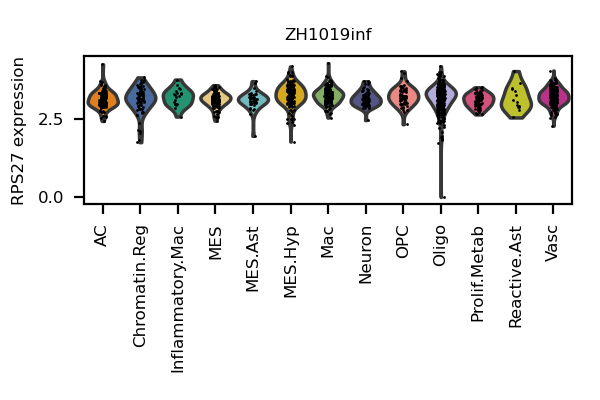 ZH1019inf
RPS27 expression
2.5
0.0
AC
Chromatin.Reg
Inflammatory.Mac
MES
MES.Ast
MES.Hyp
Mac
Neuron
OPC
Oligo
Prolif.Metab
Reactive.Ast
Vasc